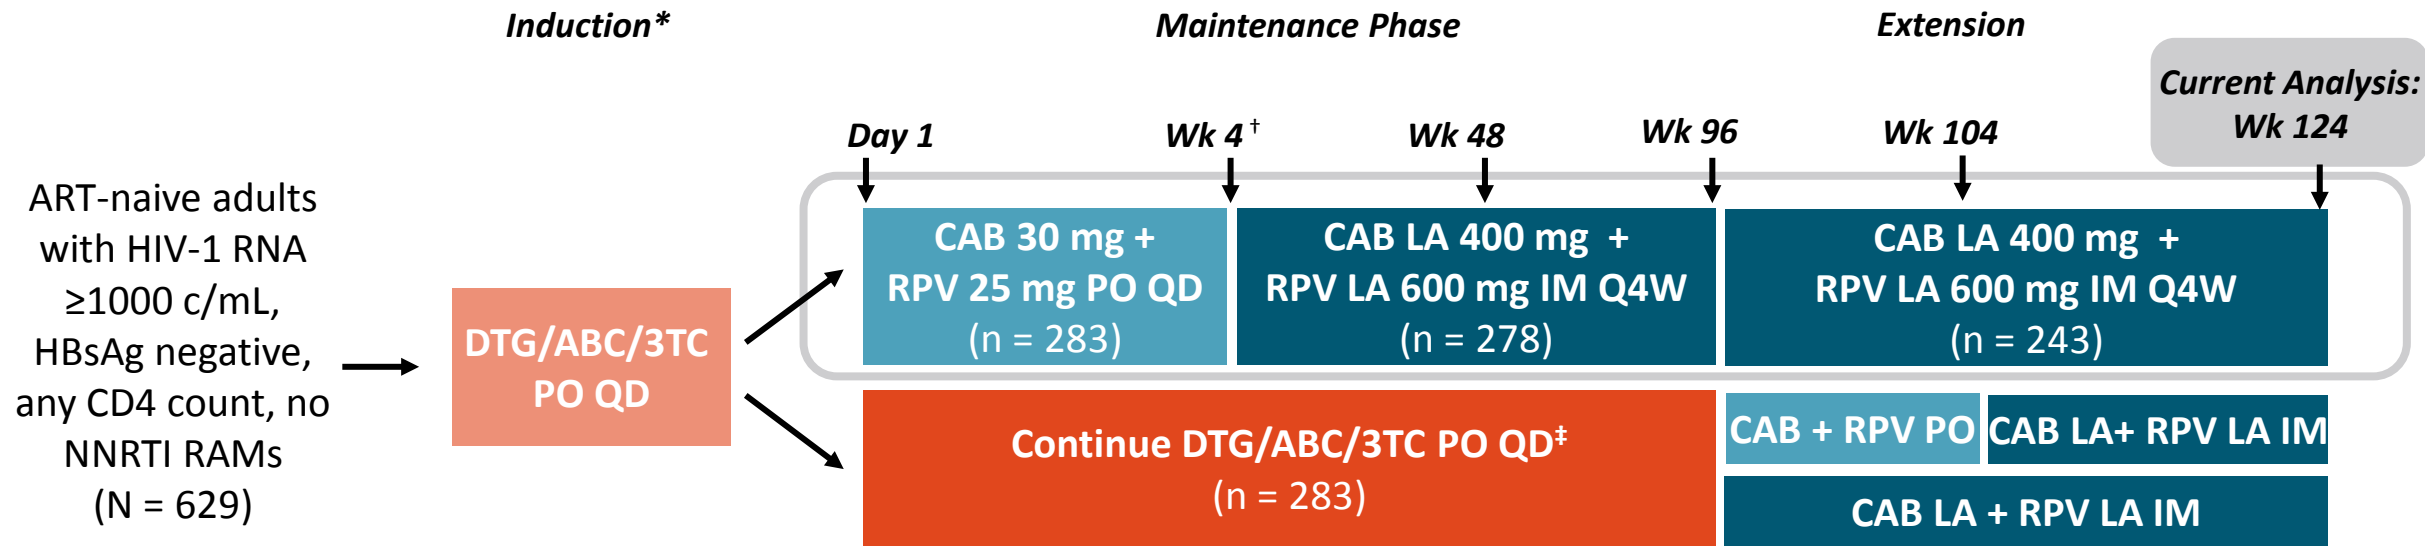 Induction*
Maintenance Phase
Extension
Current Analysis:
Wk 124
Day 1
Wk 4 †
Wk 48
Wk 96
Wk 104
ART-naive adults
with HIV-1 RNA
≥1000 c/mL,
HBsAg negative,
any CD4 count, no
NNRTI RAMs
(N = 629)
DTG/ABC/3TC
PO QD
CAB 30 mg +
RPV 25 mg PO QD
(n = 283)
CAB LA 400 mg +
RPV LA 600 mg IM Q4W
(n = 278)
CAB LA 400 mg +
RPV LA 600 mg IM Q4W
(n = 243)
Continue DTG/ABC/3TC PO QD‡
(n = 283)
CAB + RPV PO
CAB LA+ RPV LA IM
CAB LA + RPV LA IM